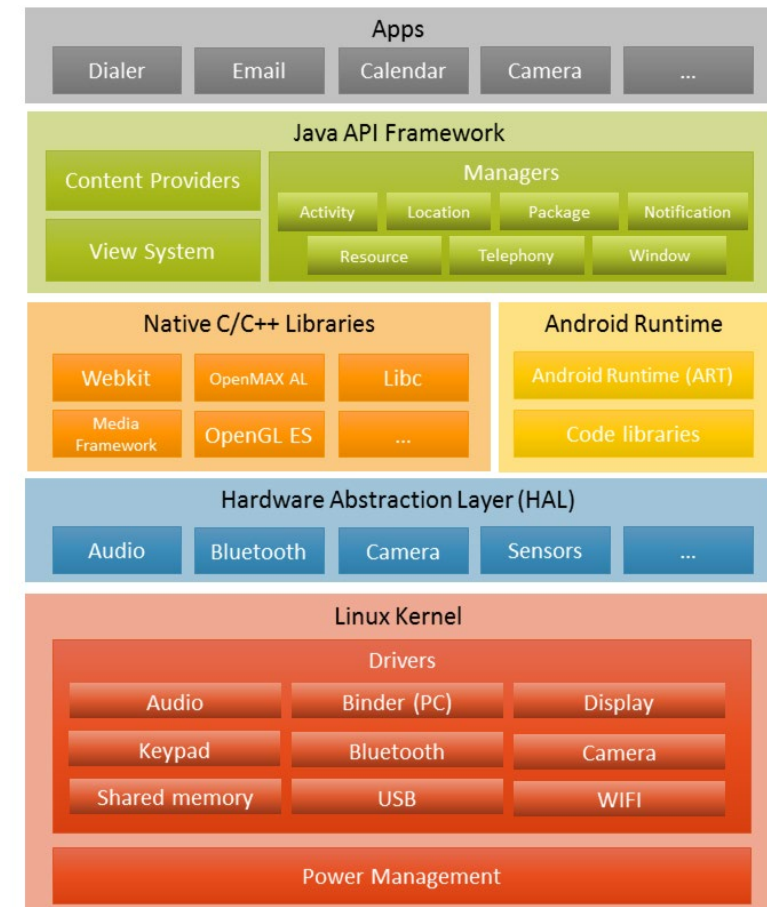 Apps
Dialer
Email
Calendar
Camera
...
Java API Framework
Content Providers
View System
Managers
Activity
Location
Package
Notification
Resource
Telephony
Window
Native C/C++ Libraries
Webkit
OpenMAX AL
Libc
Media
Framework
OpenGL ES
...
Android Runtime
Android Runtime (ART)
Code libraries
Hardware Abstraction Layer (HAL)
Audio
Bluetooth
Camera
Sensors
...
Linux Kernel
Drivers
Audio
Binder (PC)
Display
Keypad
Bluetooth
Camera
Shared memory
USB
WIFI
Power Management